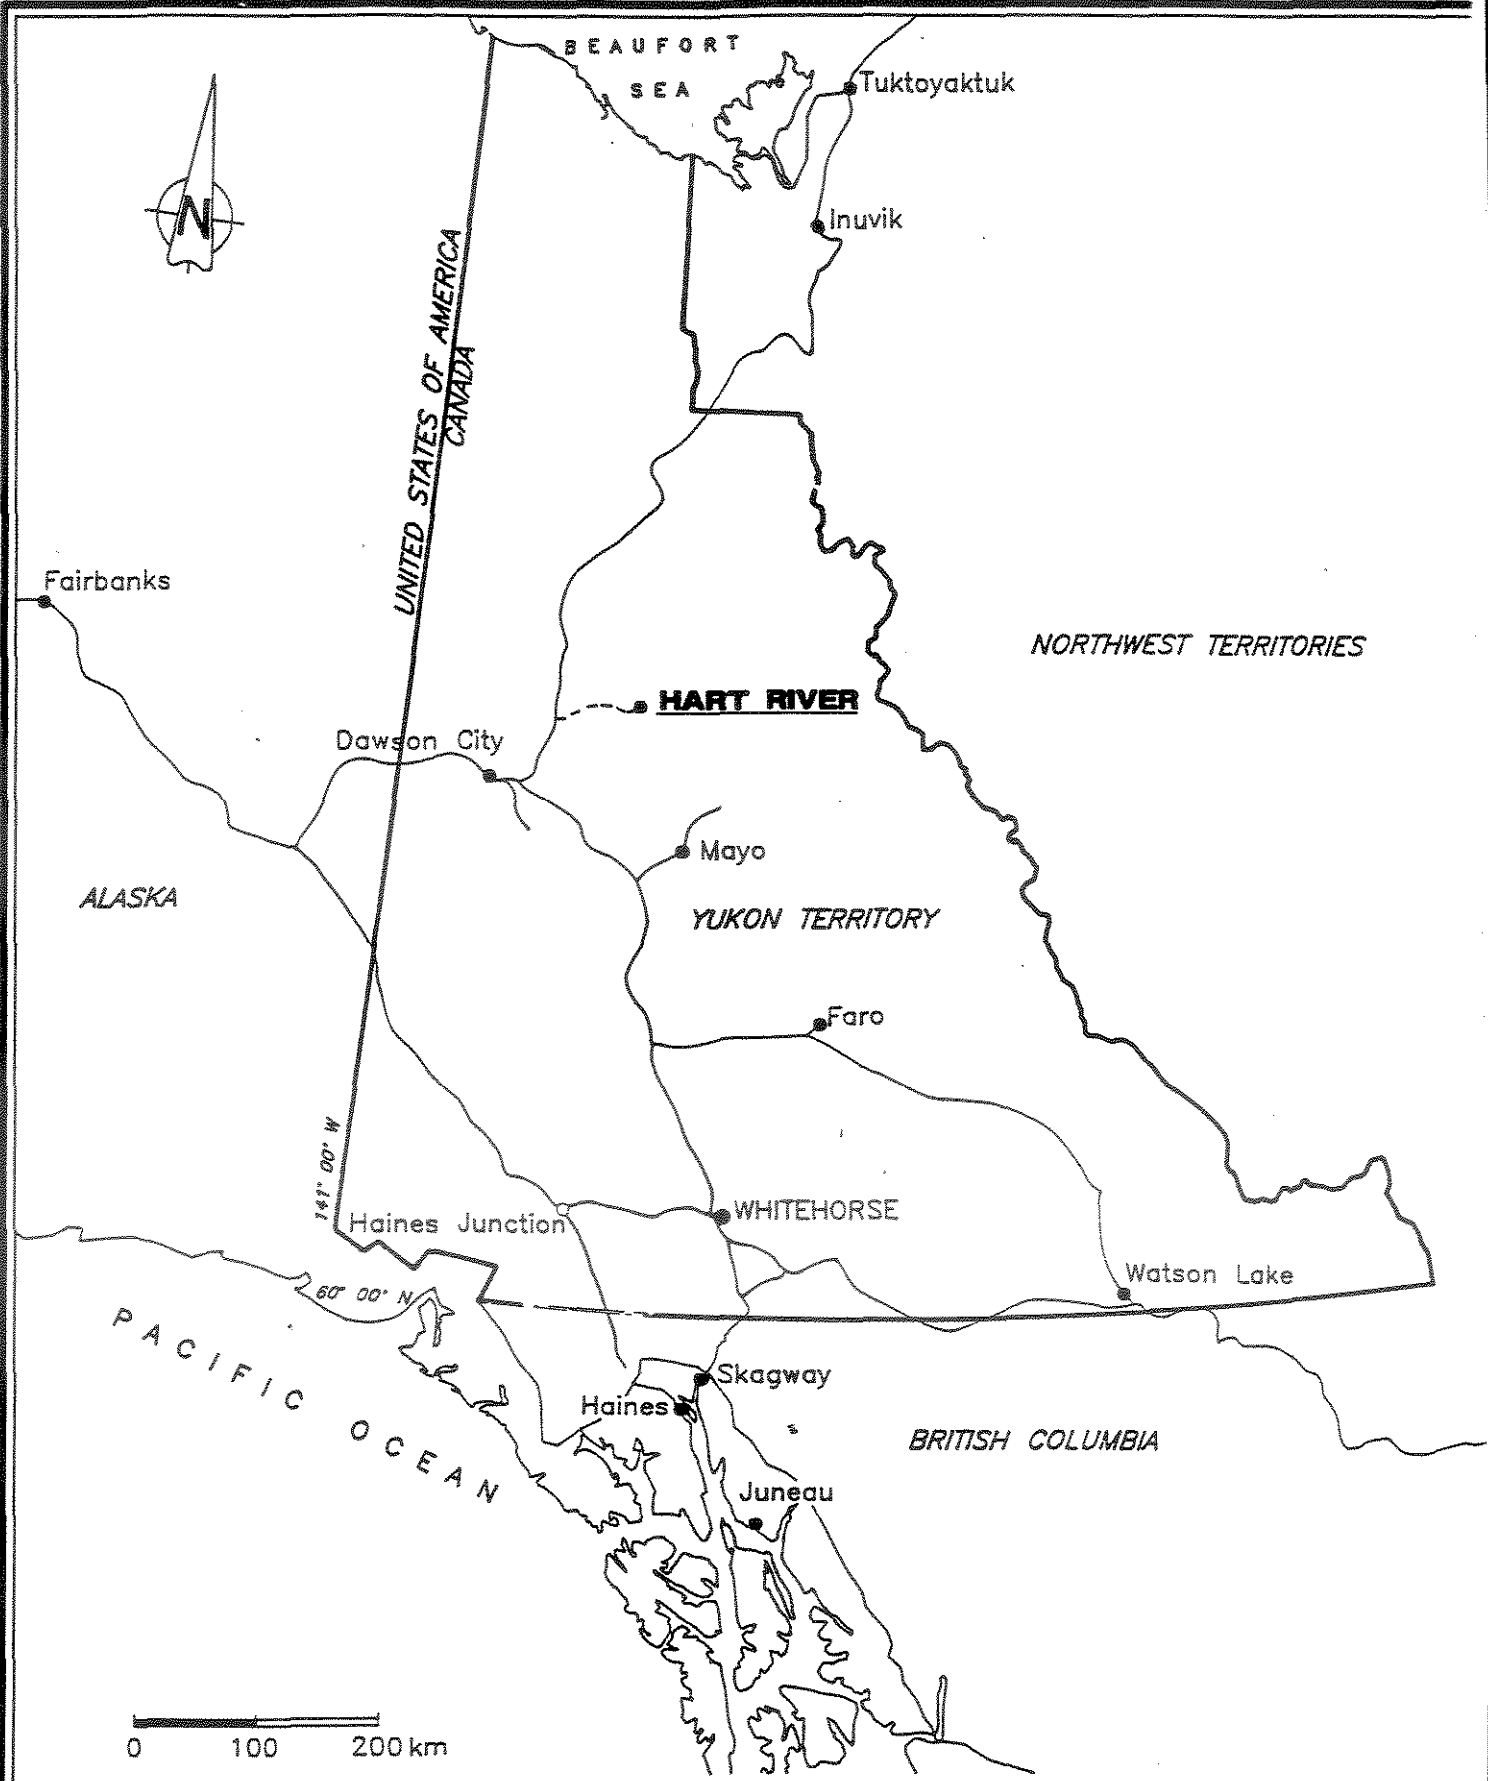 BEAUFORT
SEA
Tuktoyaktuk
N
Inuvik
UNITED STATES OF AMERICA
CANADA
Fairbanks
NORTHWEST TERRITORIES
HART RIVER
Dawson City
Mayo
ALASKA
YUKON TERRITORY
Faro
141° 00' W
WHITEHORSE
Haines Junction
Watson Lake
60° 00' N
PACIFIC OCEAN
Skagway
Haines
BRITISH COLUMBIA
Juneau
0 100 200 km